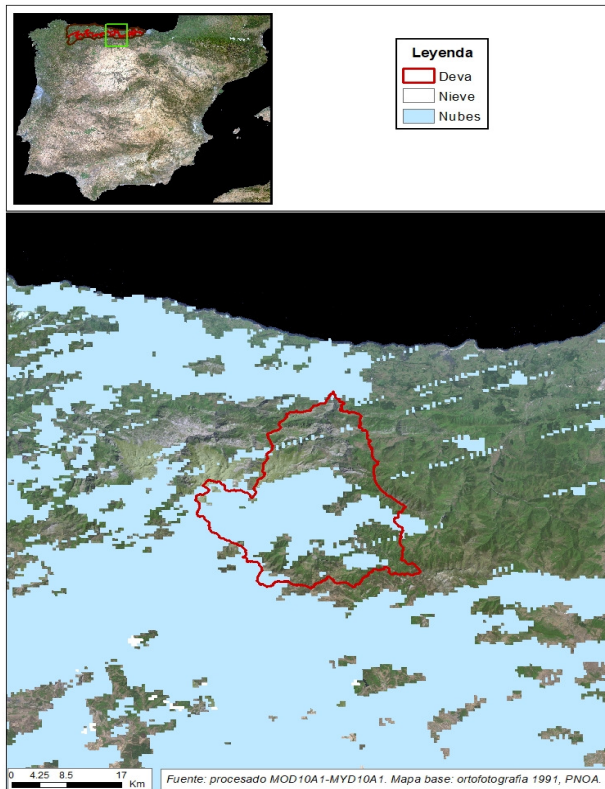 Leyenda
Deva
Nieve
Nubes
0 4.25 8.5 17
Km
Fuente: procesado MOD10A1-MYD10A1. Mapa base: ortofotografia 1991, PNOA.